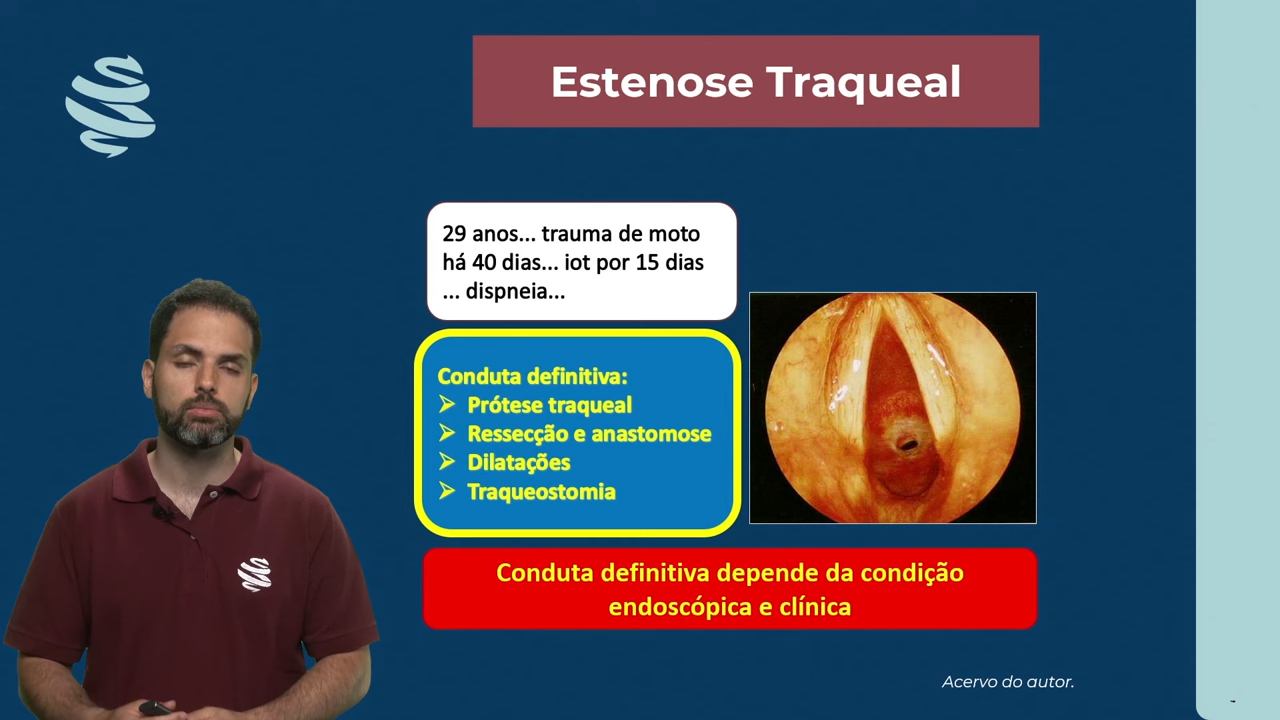 Estenose Traqueal
29 anos... trauma de moto
há 40 dias... iot por 15 dias
... dispneia...
Conduta definitiva:
➢ Prótese traqueal
➢ Ressecção e anastomose
➢ Dilatações
➢ Traqueostomia
Conduta definitiva depende da condição
endoscópica e clínica
Acervo do autor.